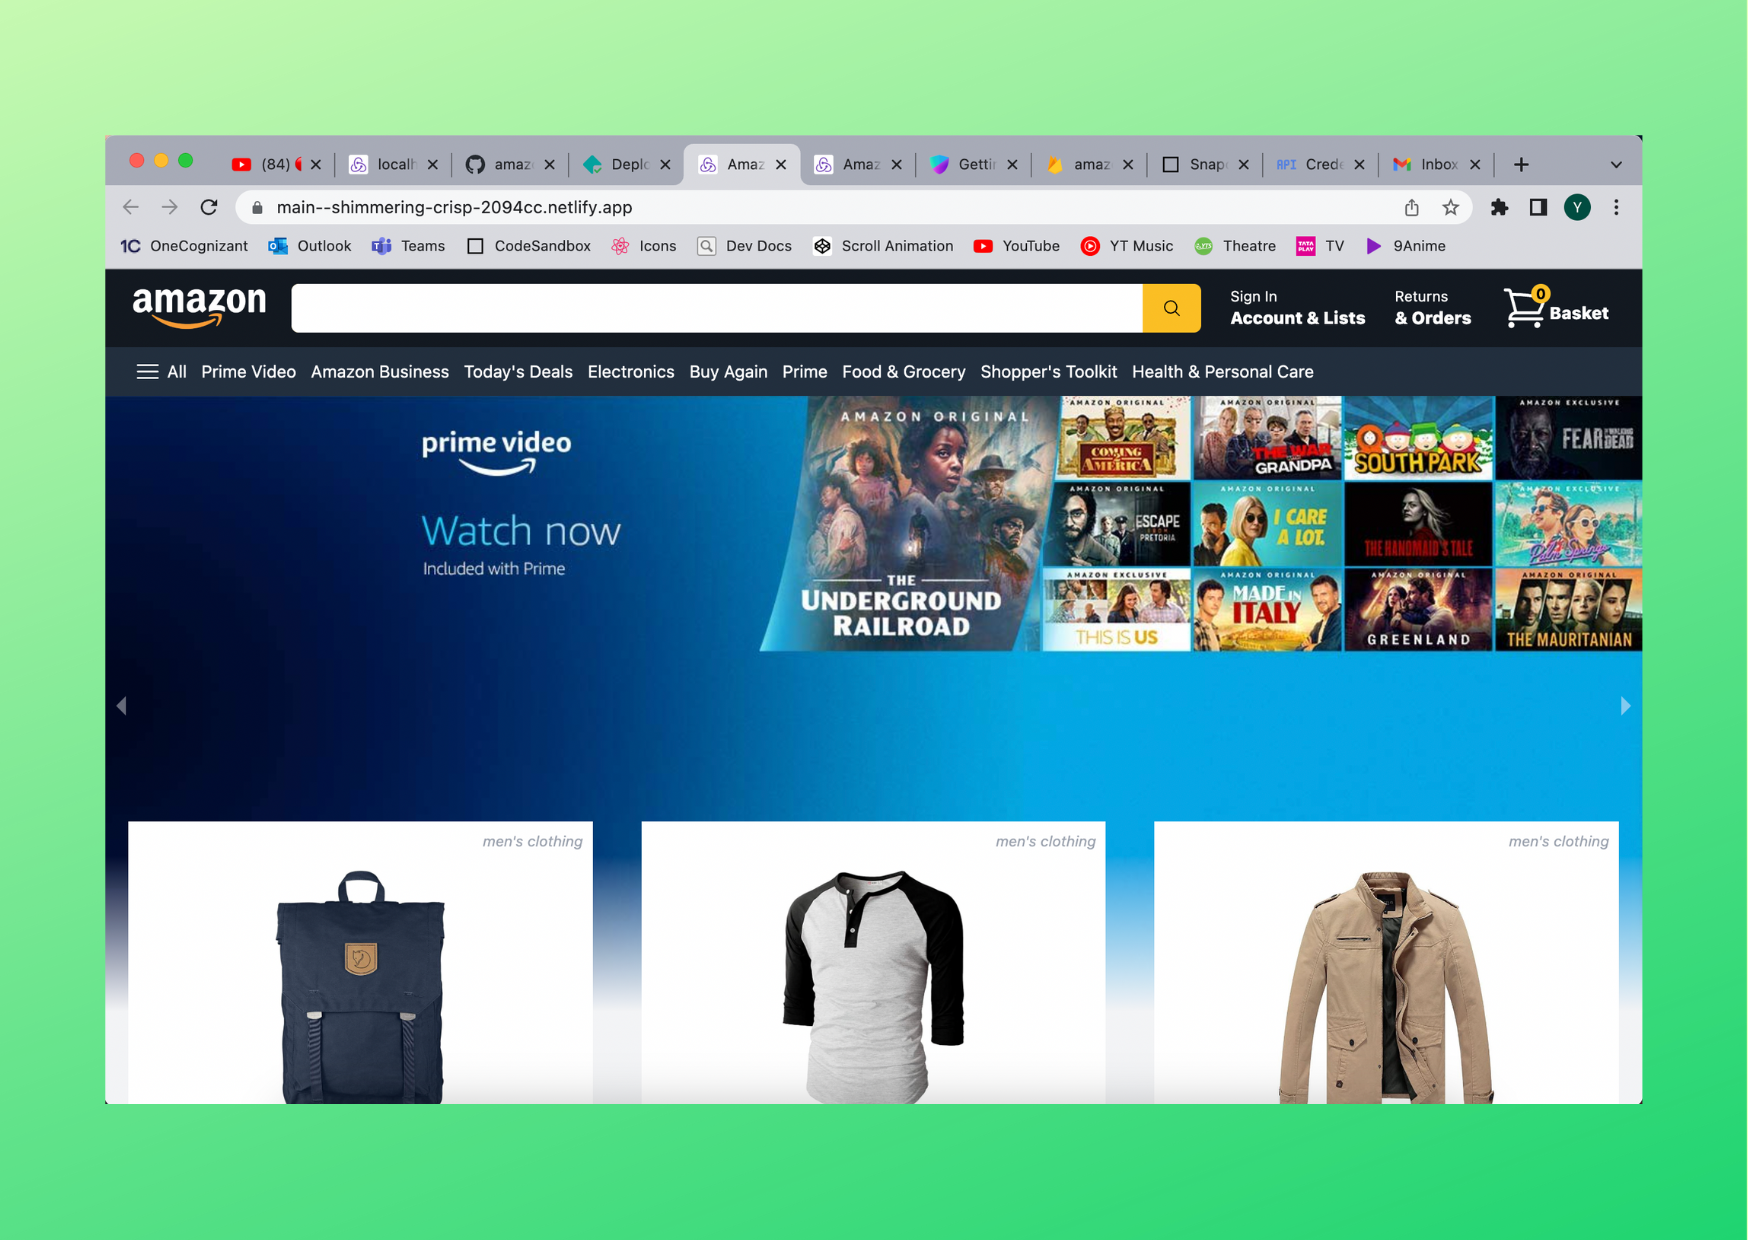 (84)
localh
amaz
Deplo
Amaz
Amaz
Gettin
amaz
Snap
API Crede
Inbox
main--shimmering-crisp-2094cc.netlify.app
Y
1C OneCognizant
Outlook
Teams
CodeSandbox
Icons
Dev Docs
Scroll Animation
YouTube
YT Music
Theatre
TATA PLAY TV
9Anime
amazon
Sign In
Account & Lists
Returns
& Orders
0
Basket
All Prime Video Amazon Business Today's Deals Electronics Buy Again Prime Food & Grocery Shopper's Toolkit Health & Personal Care
prime video
Watch now
Included with Prime
AMAZON ORIGINAL
THE
UNDERGROUND
RAILROAD
AMAZON ORIGINAL
COMING
2
AMERICA
AMAZON ORIGINAL
THE WAR
GRANDPA
SOUTH PARK
AMAZON EXCLUSIVE
FEAR THE WALKING DEAD
AMAZON ORIGINAL
ESCAPE
FROM
PRETORIA
AMAZON ORIGINAL
I CARE
A LOT.
THE HANDMAID'S TALE
AMAZON EXCLUSIVE
Palm Springs
AMAZON EXCLUSIVE
THIS IS US
AMAZON ORIGINAL
MADE IN
ITALY
AMAZON ORIGINAL
GREENLAND
AMAZON ORIGINAL
THE MAURITANIAN
men's clothing
men's clothing
men's clothing